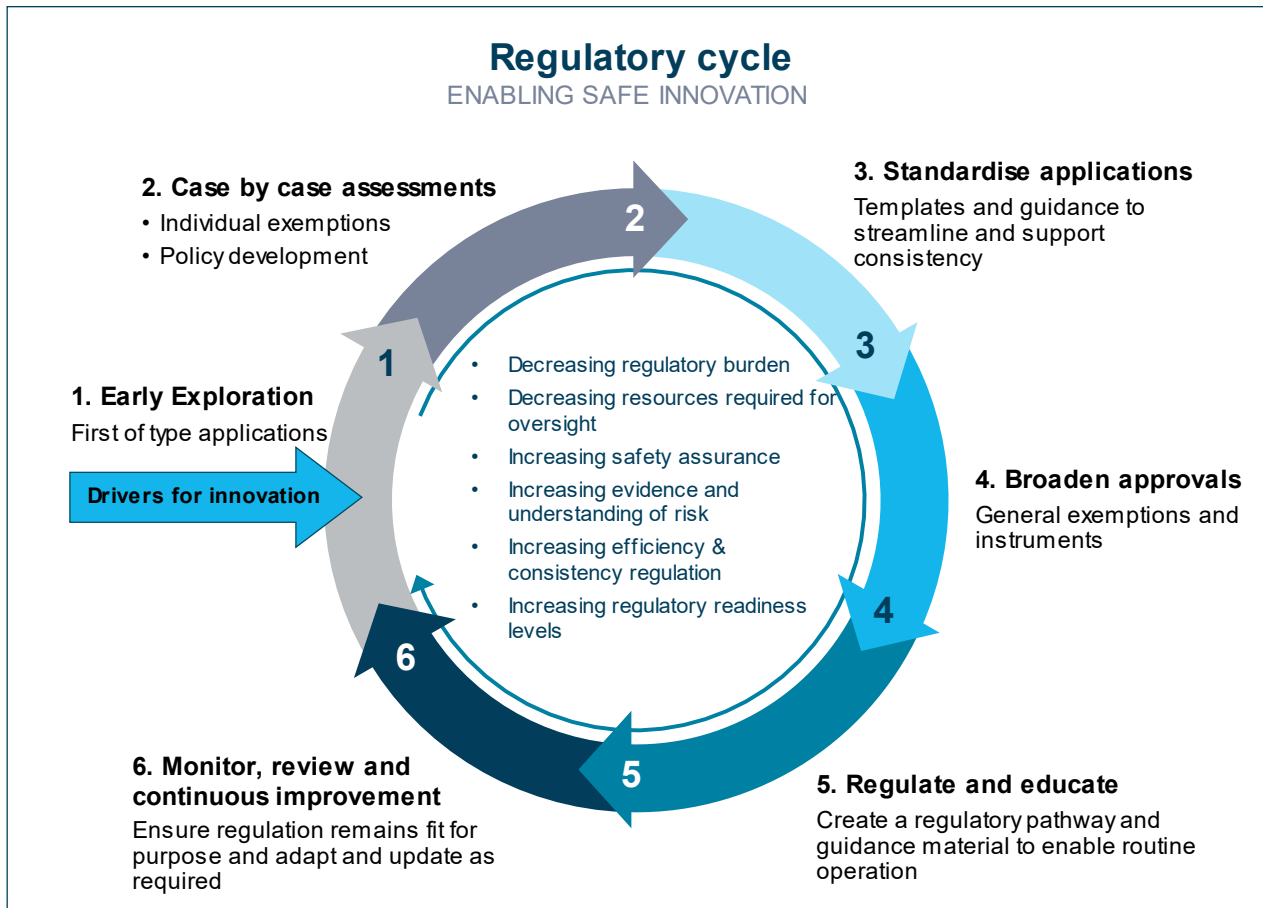 Regulatory cycle
ENABLING SAFE INNOVATION
2. Case by case assessments
• Individual exemptions
• Policy development
3. Standardise applications
Templates and guidance to
streamline and support
consistency
2
3
1
1. Early Exploration
First of type applications
Drivers for innovation
• Decreasing regulatory burden
• Decreasing resources required for
oversight
• Increasing safety assurance
• Increasing evidence and
understanding of risk
• Increasing efficiency &
consistency regulation
• Increasing regulatory readiness
levels
4. Broaden approvals
General exemptions and
instruments
4
6
5
6. Monitor, review and
continuous improvement
Ensure regulation remains fit for
purpose and adapt and update as
required
5. Regulate and educate
Create a regulatory pathway and
guidance material to enable routine
operation